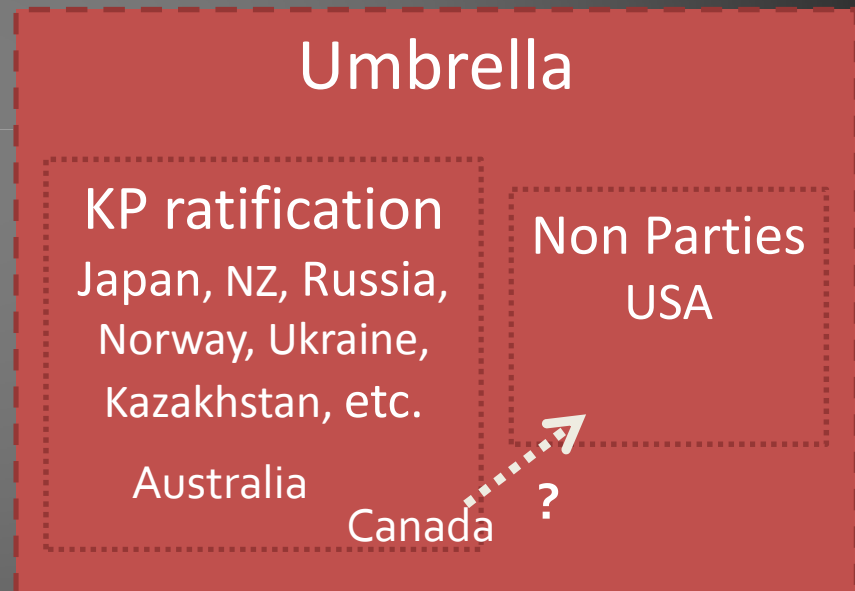 Umbrella
KP ratification
Japan, NZ, Russia,
Norway, Ukraine,
Kazakhstan, etc.
Australia
Canada
Non Parties
USA
?